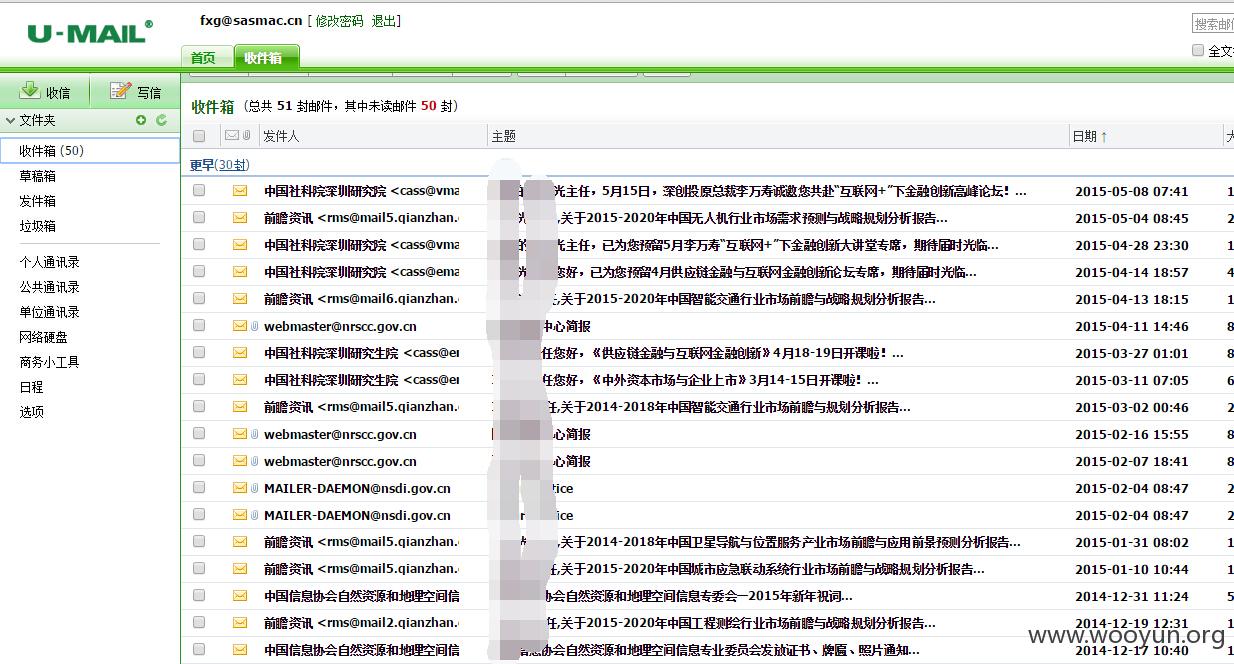 U-MAIL®
fxg@sasmac.cn [修改密码 退出]
搜索邮
首页 收件箱
全文
收信 写信
收件箱 (总共 51 封邮件，其中未读邮件 50 封)
文件夹
发件人 主题 日期↑
收件箱 (50)
更早(30封)
草稿箱
发件箱
垃圾箱
个人通讯录
公共通讯录
单位通讯录
网络硬盘
商务小工具
日程
选项
中国社科院深圳研究院 <cass@vma 光主任，5月15日，深创投原总裁李万寿诚邀您共赴“互联网+”下金融创新高峰论坛！... 2015-05-08 07:41
前瞻资讯 <rms@mail5.qianzhan. ,关于2015-2020年中国无人机行业市场需求预测与战略规划分析报告... 2015-05-04 08:45
中国社科院深圳研究院 <cass@vma 光主任，已为您预留5月李万寿“互联网+”下金融创新大讲堂专席，期待届时光临... 2015-04-28 23:30
中国社科院深圳研究院 <cass@ema 您好，已为您预留4月供应链金融与互联网金融创新论坛专席，期待届时光临... 2015-04-14 18:57
前瞻资讯 <rms@mail6.qianzhan. ,关于2015-2020年中国智能交通行业市场前瞻与战略规划分析报告... 2015-04-13 18:15
webmaster@nrscc.gov.cn 中心简报 2015-04-11 14:46
中国社科院深圳研究生院 <cass@er 任您好，《供应链金融与互联网金融创新》4月18-19日开课啦！... 2015-03-27 01:01
中国社科院深圳研究生院 <cass@er 任您好，《中外资本市场与企业上市》3月14-15日开课啦！... 2015-03-11 07:05
前瞻资讯 <rms@mail5.qianzhan. 任,关于2014-2018年中国智能交通行业市场前瞻与规划分析报告... 2015-03-02 00:46
webmaster@nrscc.gov.cn 心简报 2015-02-16 15:55
webmaster@nrscc.gov.cn 心简报 2015-02-07 18:41
MAILER-DAEMON@nsdi.gov.cn tice 2015-02-04 08:47
MAILER-DAEMON@nsdi.gov.cn ice 2015-02-04 08:47
前瞻资讯 <rms@mail5.qianzhan. ,关于2014-2018年中国卫星导航与位置服务产业市场前瞻与应用前景预测分析报告... 2015-01-31 08:02
前瞻资讯 <rms@mail5.qianzhan. 任,关于2015-2020年中国城市应急联动系统行业市场前瞻与战略规划分析报告... 2015-01-10 10:44
中国信息协会自然资源和地理空间信 协会自然资源和地理空间信息专委会—2015年新年祝词... 2014-12-31 11:24
前瞻资讯 <rms@mail2.qianzhan. 任,关于2015-2020年中国工程测绘行业市场前瞻与战略规划分析报告... 2014-12-19 12:31
中国信息协会自然资源和地理空间信 信息协会自然资源和地理空间信息专业委员会发放证书、牌匾、照片通知... 2014-12-17 10:40
www.wooyun.org